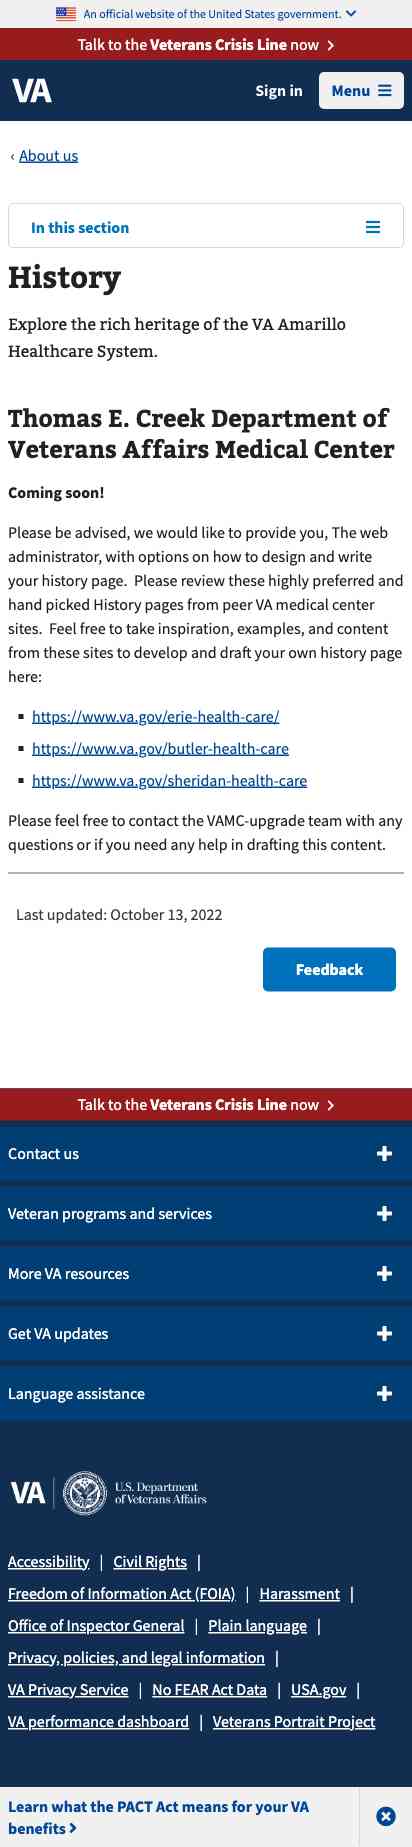 An official website of the United States government.
Talk to the Veterans Crisis Line now
VA
Sign in
Menu
‹ About us
In this section
History
Explore the rich heritage of the VA Amarillo
Healthcare System.
Thomas E. Creek Department of
Veterans Affairs Medical Center
Coming soon!
Please be advised, we would like to provide you, The web
administrator, with options on how to design and write
your history page.  Please review these highly preferred and
hand picked History pages from peer VA medical center
sites.  Feel free to take inspiration, examples, and content
from these sites to develop and draft your own history page
here:
▪ https://www.va.gov/erie-health-care/
▪ https://www.va.gov/butler-health-care
▪ https://www.va.gov/sheridan-health-care
Please feel free to contact the VAMC-upgrade team with any
questions or if you need any help in drafting this content.
Last updated: October 13, 2022
Feedback
Talk to the Veterans Crisis Line now
Contact us
Veteran programs and services
More VA resources
Get VA updates
Language assistance
VA
U.S. Department
of Veterans Affairs
Accessibility | Civil Rights |
Freedom of Information Act (FOIA) | Harassment |
Office of Inspector General | Plain language |
Privacy, policies, and legal information |
VA Privacy Service | No FEAR Act Data | USA.gov |
VA performance dashboard | Veterans Portrait Project
Learn what the PACT Act means for your VA
benefits